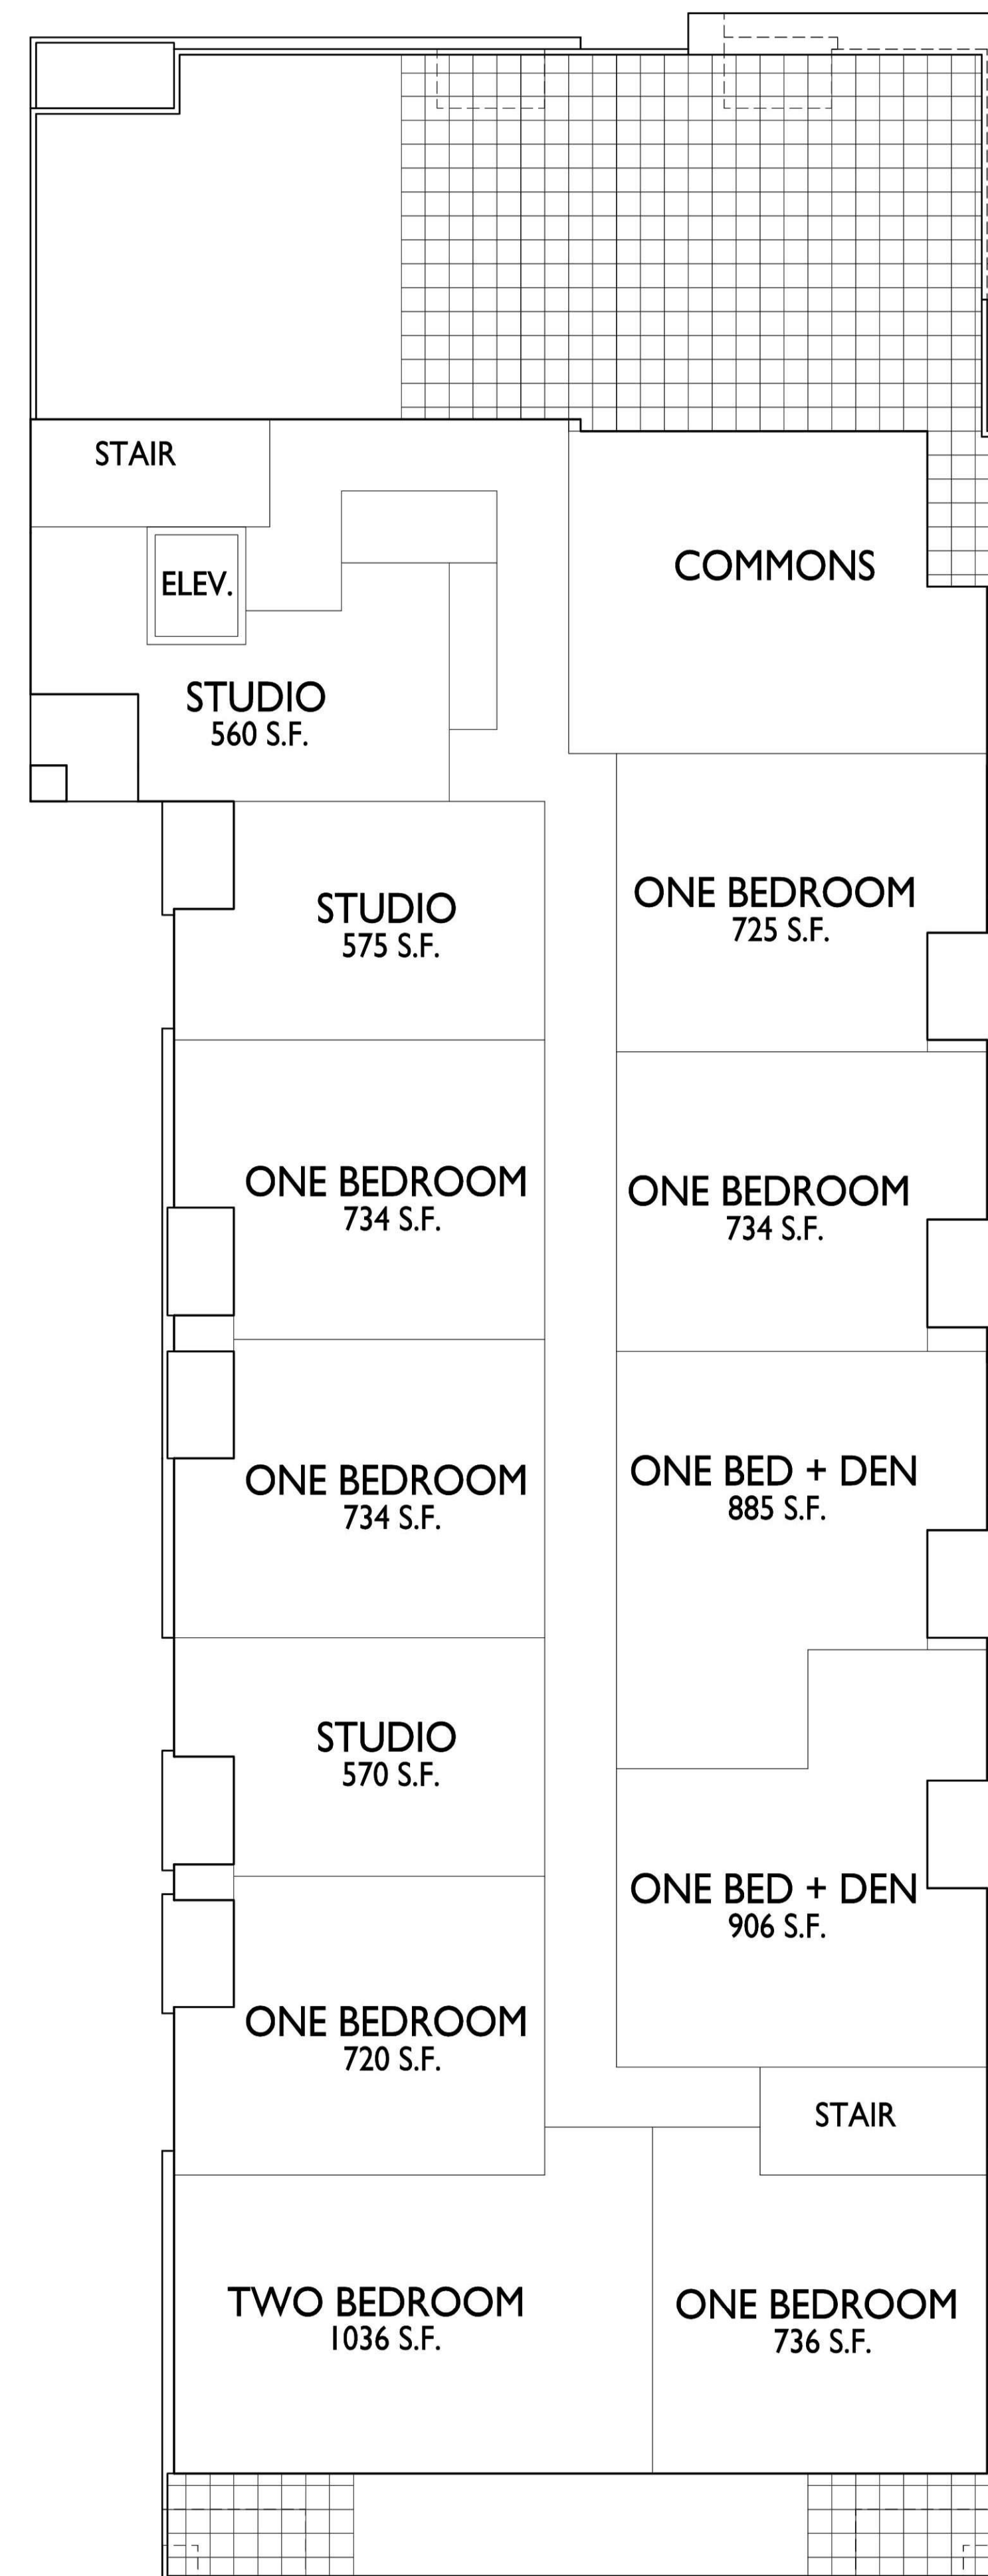 STAIR
ELEV.
COMMONS
STUDIO
560 S.F.
STUDIO
575 S.F.
ONE BEDROOM
725 S.F.
ONE BEDROOM
734 S.F.
ONE BEDROOM
734 S.F.
ONE BEDROOM
734 S.F.
ONE BED + DEN
885 S.F.
STUDIO
570 S.F.
ONE BED + DEN
906 S.F.
ONE BEDROOM
720 S.F.
STAIR
TWO BEDROOM
1036 S.F.
ONE BEDROOM
736 S.F.